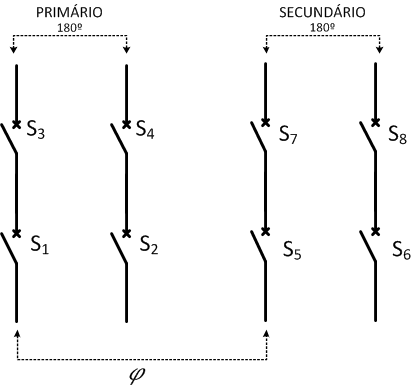 PRIMÁRIO SECUNDÁRIO
180º 180º
S3 S4 S7 S8
S1 S2 S5 S6
φ